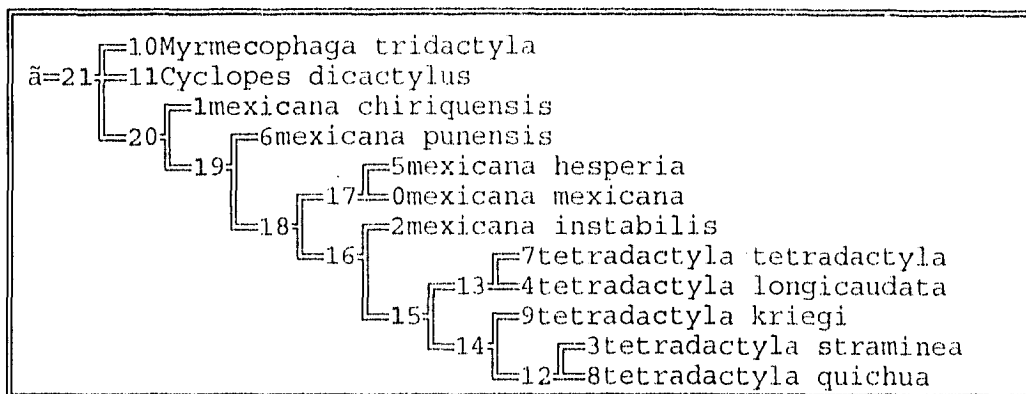 10Myrmecophaga tridactyla
ã=21 11Cyclopes dicactylus
1mexicana chiriquensis
20
6mexicana punensis
19
5mexicana hesperia
17
0mexicana mexicana
18
2mexicana instabilis
16
7tetradactyla tetradactyla
13
4tetradactyla longicaudata
15
9tetradactyla kriegi
14
3tetradactyla straminea
12
8tetradactyla quichua